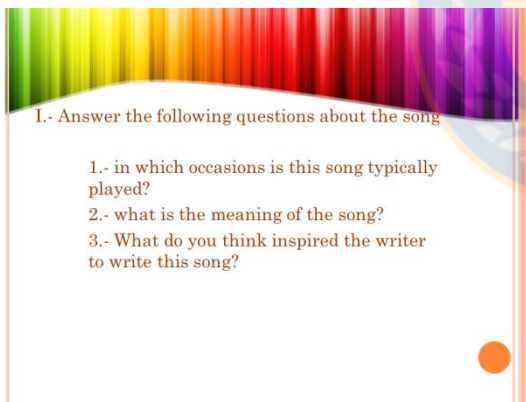 I.- Answer the following questions about the song
1.- in which occasions is this song typically
played?
2.- what is the meaning of the song?
3.- What do you think inspired the writer
to write this song?